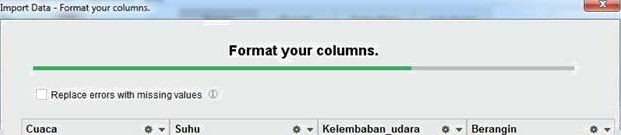 Import Data - Format your columns.
Format your columns.
Replace errors with missing values
Cuaca Suhu Kelembaban_udara Berangin